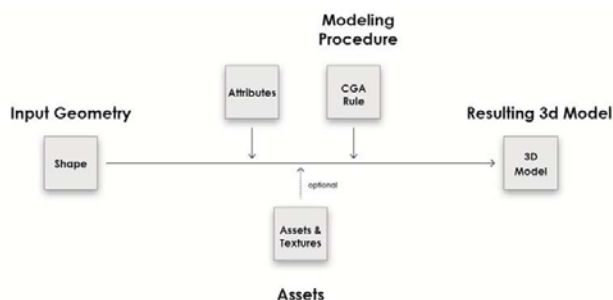 Modeling
Procedure
Attributes
CGA
Rule
Input Geometry
Resulting 3d Model
Shape
3D
Model
optional
Assets &
Textures
Assets